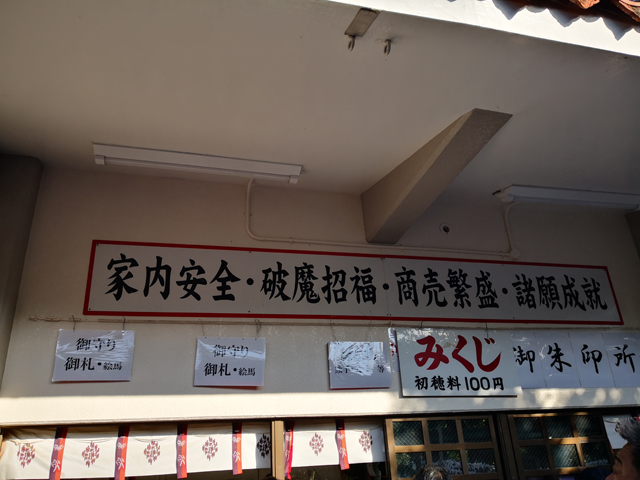 家内安全・破魔招福・商売繁盛・諸願成就
御守り
御札・絵馬
御守り
御札・絵馬
等
みくじ
初穂料100円
御朱印所